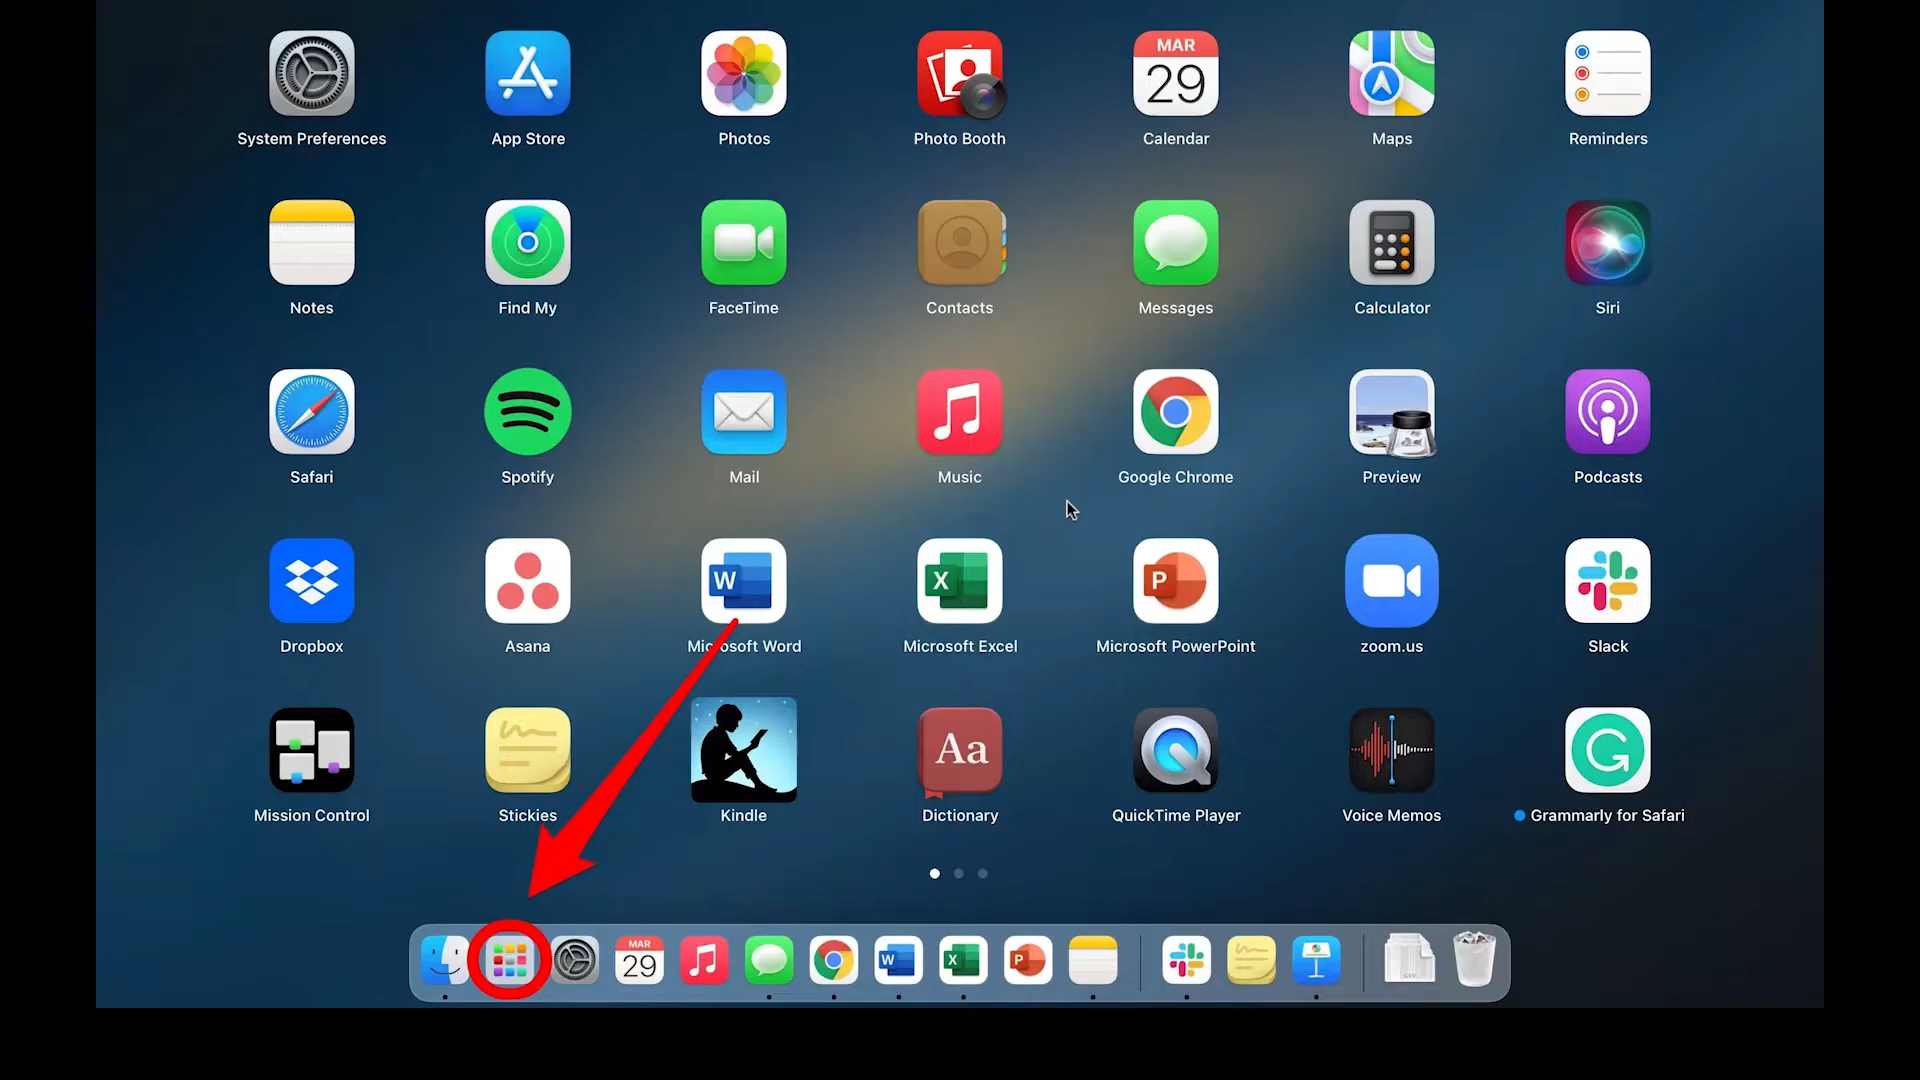 MAR
29
System Preferences
App Store
Photos
Photo Booth
Calendar
Maps
Reminders
Notes
Find My
FaceTime
Contacts
Messages
Calculator
Siri
Safari
Spotify
Mail
Music
Google Chrome
Preview
Podcasts
W
X
P
Dropbox
Asana
Microsoft Word
Microsoft Excel
Microsoft PowerPoint
zoom.us
Slack
Aa
Mission Control
Stickies
Kindle
Dictionary
QuickTime Player
Voice Memos
Grammarly for Safari
MAR
29
W
X
P
CSV